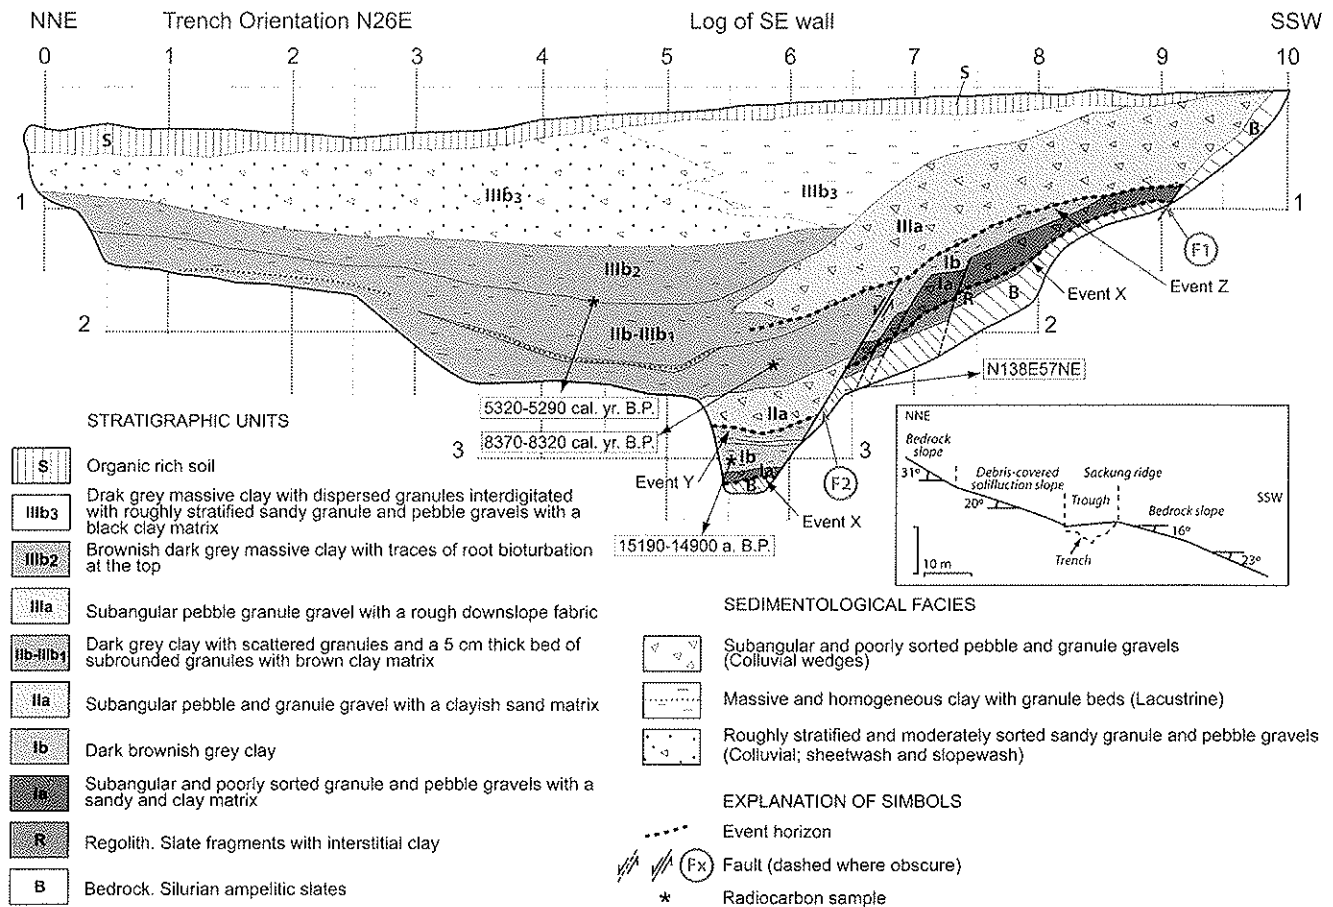 NNE Trench Orientation N26E Log of SE wall SSW
0 1 2 3 4 5 6 7 8 9 10
S
S
B
IIIb3
IIIb3
1
1
IIIa
F1
IIIb2
Ib
Ia
R
B
Event X
Event Z
2
2
IIb-IIIb1
N138E57NE
5320-5290 cal. yr. B.P.
IIa
8370-8320 cal. yr. B.P.
3
3
Ib
Ia
B
Event Y
F2
Event X
15190-14900 a. B.P.
NNE
Bedrock slope
31º
Debris-covered solifluction slope
20º
Sackung ridge
Trough
SSW
Bedrock slope
16º
23º
Trench
10 m
STRATIGRAPHIC UNITS
S Organic rich soil
IIIb3 Drak grey massive clay with dispersed granules interdigitated
with roughly stratified sandy granule and pebble gravels with a
black clay matrix
IIIb2 Brownish dark grey massive clay with traces of root bioturbation
at the top
IIIa Subangular pebble granule gravel with a rough downslope fabric
IIb-IIIb1 Dark grey clay with scattered granules and a 5 cm thick bed of
subrounded granules with brown clay matrix
IIa Subangular pebble and granule gravel with a clayish sand matrix
Ib Dark brownish grey clay
Ia Subangular and poorly sorted granule and pebble gravels with a
sandy and clay matrix
R Regolith. Slate fragments with interstitial clay
B Bedrock. Silurian ampelitic slates
SEDIMENTOLOGICAL FACIES
Subangular and poorly sorted pebble and granule gravels
(Colluvial wedges)
Massive and homogeneous clay with granule beds (Lacustrine)
Roughly stratified and moderately sorted sandy granule and pebble gravels
(Colluvial; sheetwash and slopewash)
EXPLANATION OF SIMBOLS
Event horizon
Fx Fault (dashed where obscure)
* Radiocarbon sample